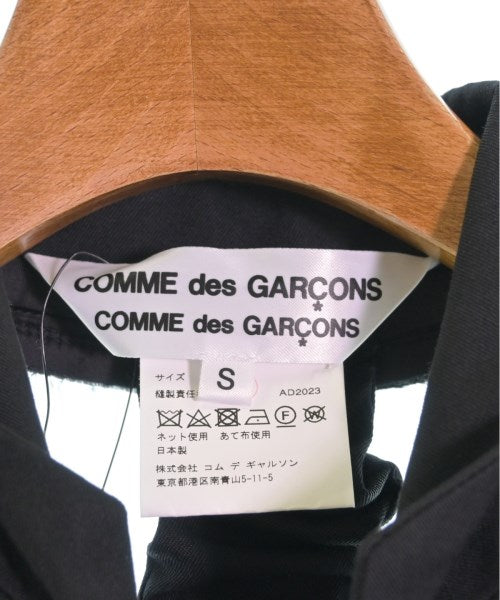 COMME des GARÇONS
COMME des GARÇONS
S
サイズ
縫製責任
AD2023
F
W
ネット使用 あて布使用
日本製
株式会社 コム デ ギャルソン
東京都港区南青山5-11-5